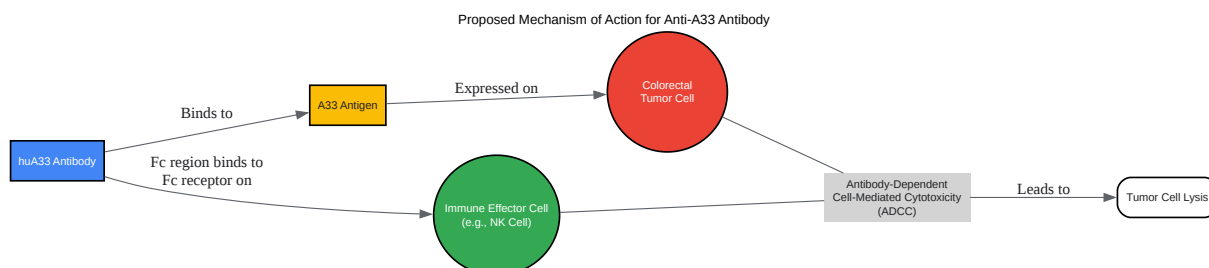 Proposed Mechanism of Action for Anti-A33 Antibody
huA33 Antibody
Binds to
A33 Antigen
Expressed on
Colorectal
Tumor Cell
Fc region binds to
Fc receptor on
Immune Effector Cell
(e.g., NK Cell)
Antibody-Dependent
Cell-Mediated Cytotoxicity
(ADCC)
Leads to
Tumor Cell Lysis